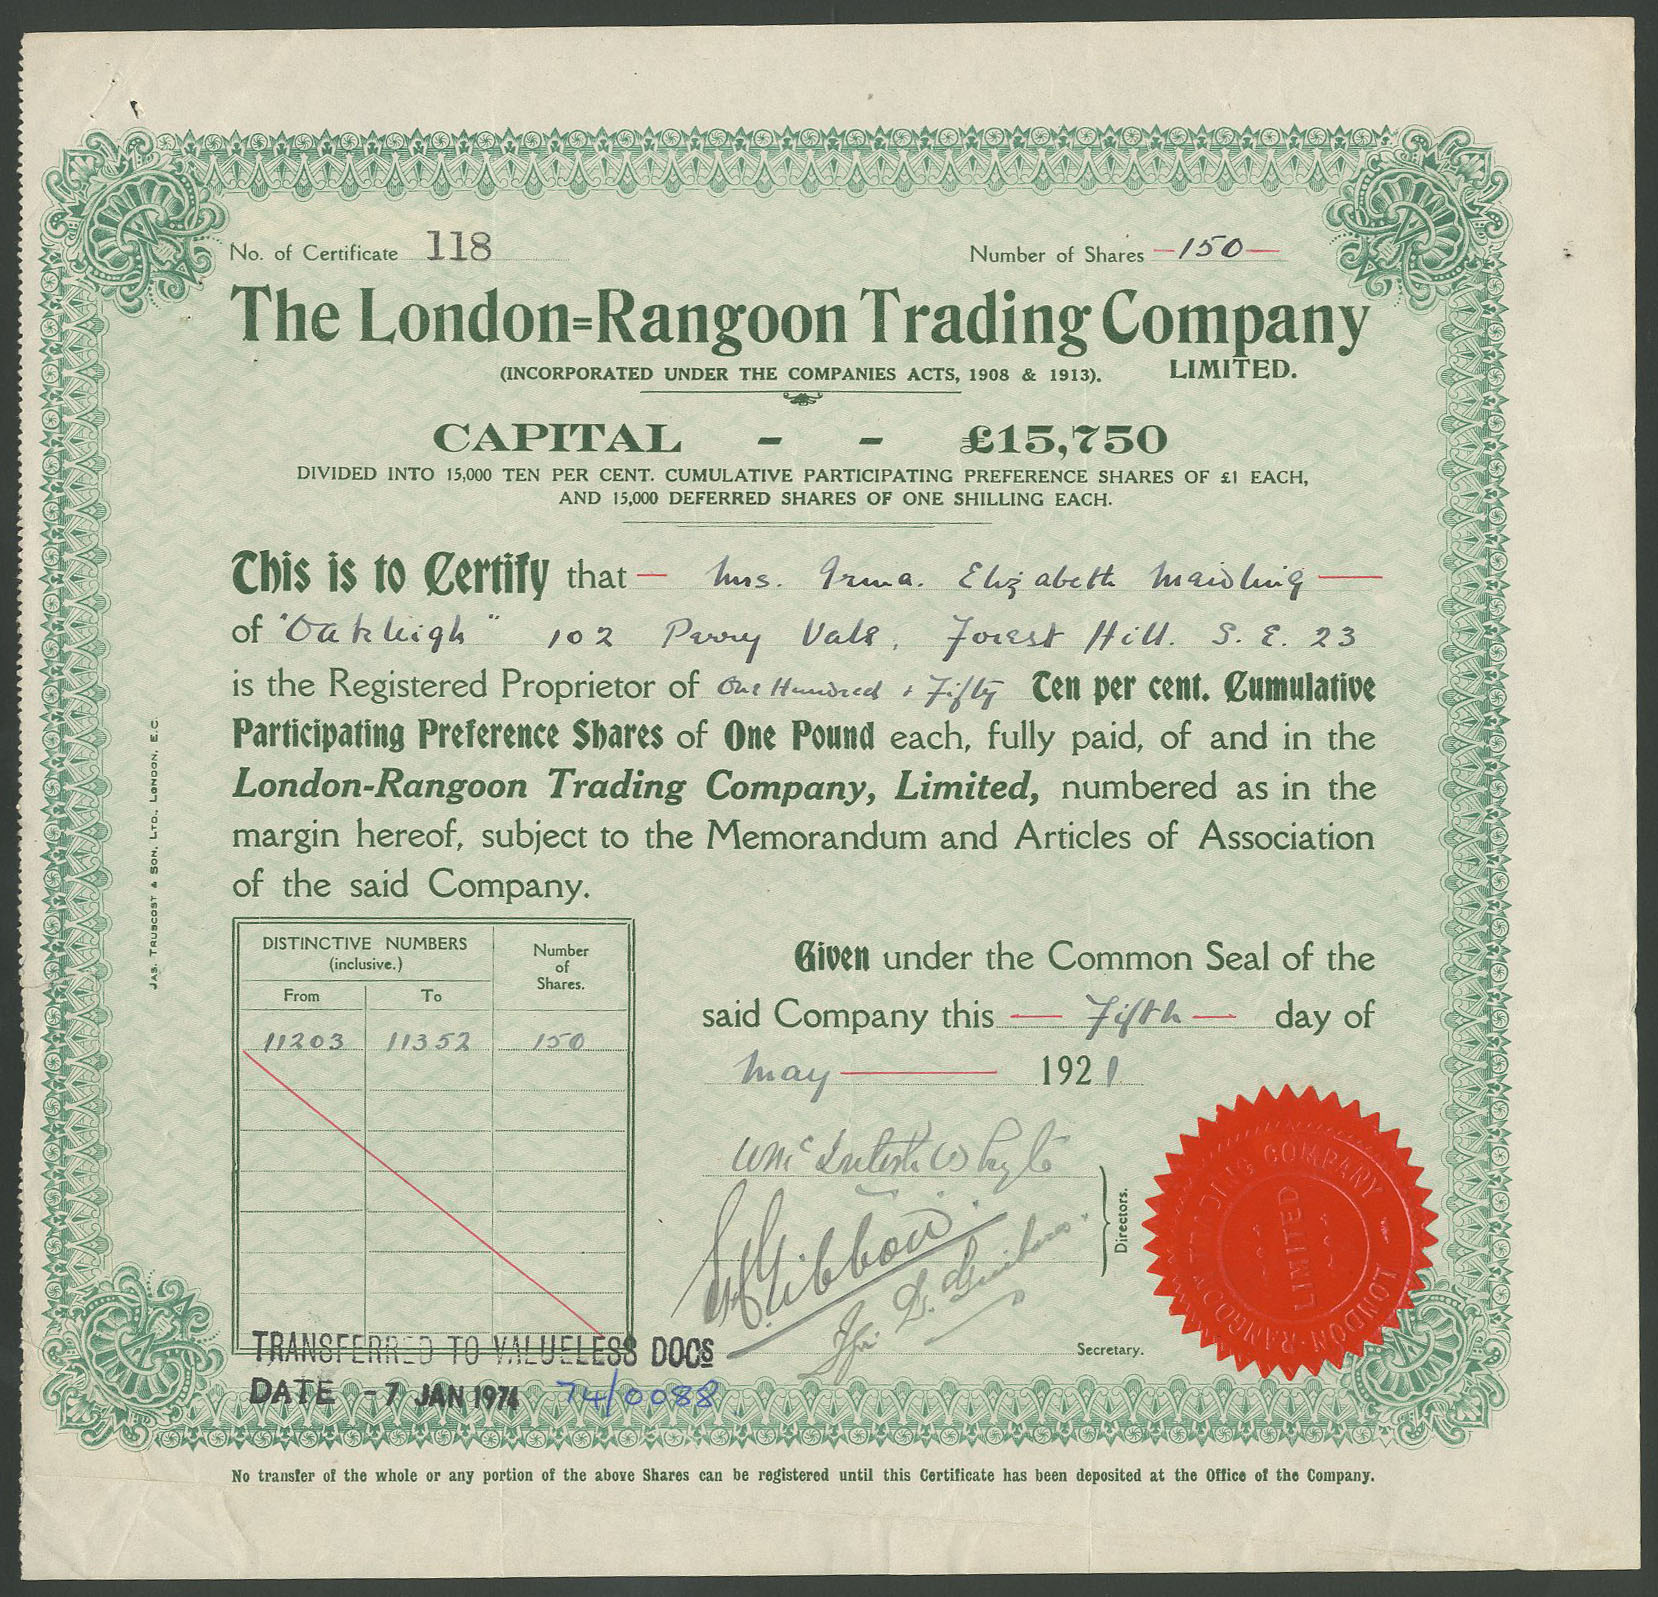 No. of Certificate 118
Number of Shares —150—
The London=Rangoon Trading Company
LIMITED.
(INCORPORATED UNDER THE COMPANIES ACTS, 1908 & 1913).
CAPITAL - - £15,750
DIVIDED INTO 15,000 TEN PER CENT. CUMULATIVE PARTICIPATING PREFERENCE SHARES OF £1 EACH,
AND 15,000 DEFERRED SHARES OF ONE SHILLING EACH.
This is to Certify that — Mrs. Irma. Elizabeth Maidling —
of "Oakleigh" 102 Perry Vale, Forest Hill. S. E. 23
is the Registered Proprietor of One Hundred + Fifty Ten per cent. Cumulative
Participating Preference Shares of One Pound each, fully paid, of and in the
London-Rangoon Trading Company, Limited, numbered as in the
margin hereof, subject to the Memorandum and Articles of Association
of the said Company.
DISTINCTIVE NUMBERS
(inclusive.)
From To
Number
of
Shares.
11203 11352 150
Given under the Common Seal of the
said Company this — Fifth — day of
May — 1921
Directors.
Secretary.
LONDON-RANGOON TRADING COMPANY
LIMITED
TRANSFERRED TO VALUELESS DOCS
DATE -7 JAN 1974 74/0088
No transfer of the whole or any portion of the above Shares can be registered until this Certificate has been deposited at the Office of the Company.
JAS. TRUSCOTT & SON, LTD., LONDON, E.C.